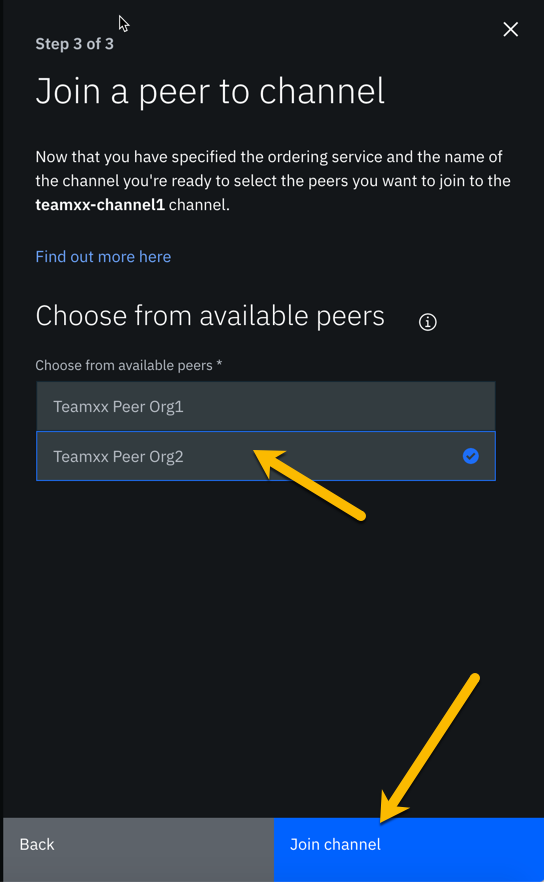 Step 3 of 3
Join a peer to channel
Now that you have specified the ordering service and the name of
the channel you're ready to select the peers you want to join to the
teamxx-channel1 channel.
Find out more here
Choose from available peers
Choose from available peers *
Teamxx Peer Org1
Teamxx Peer Org2
Back
Join channel